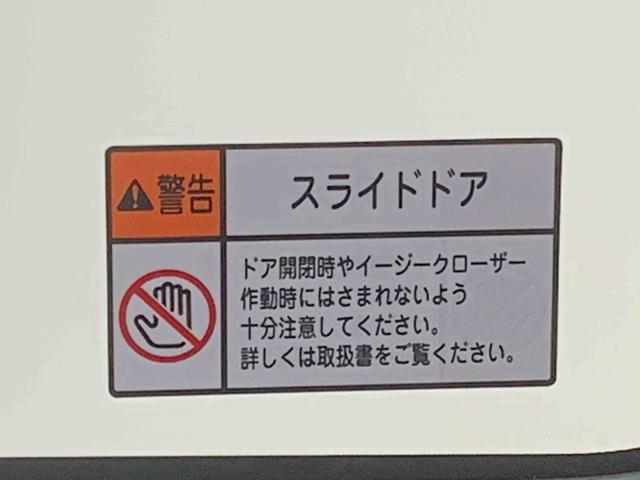 警告
スライドドア
ドア開閉時やイージークローザー
作動時にはさまれないよう
十分注意してください。
詳しくは取扱書をご覧ください。